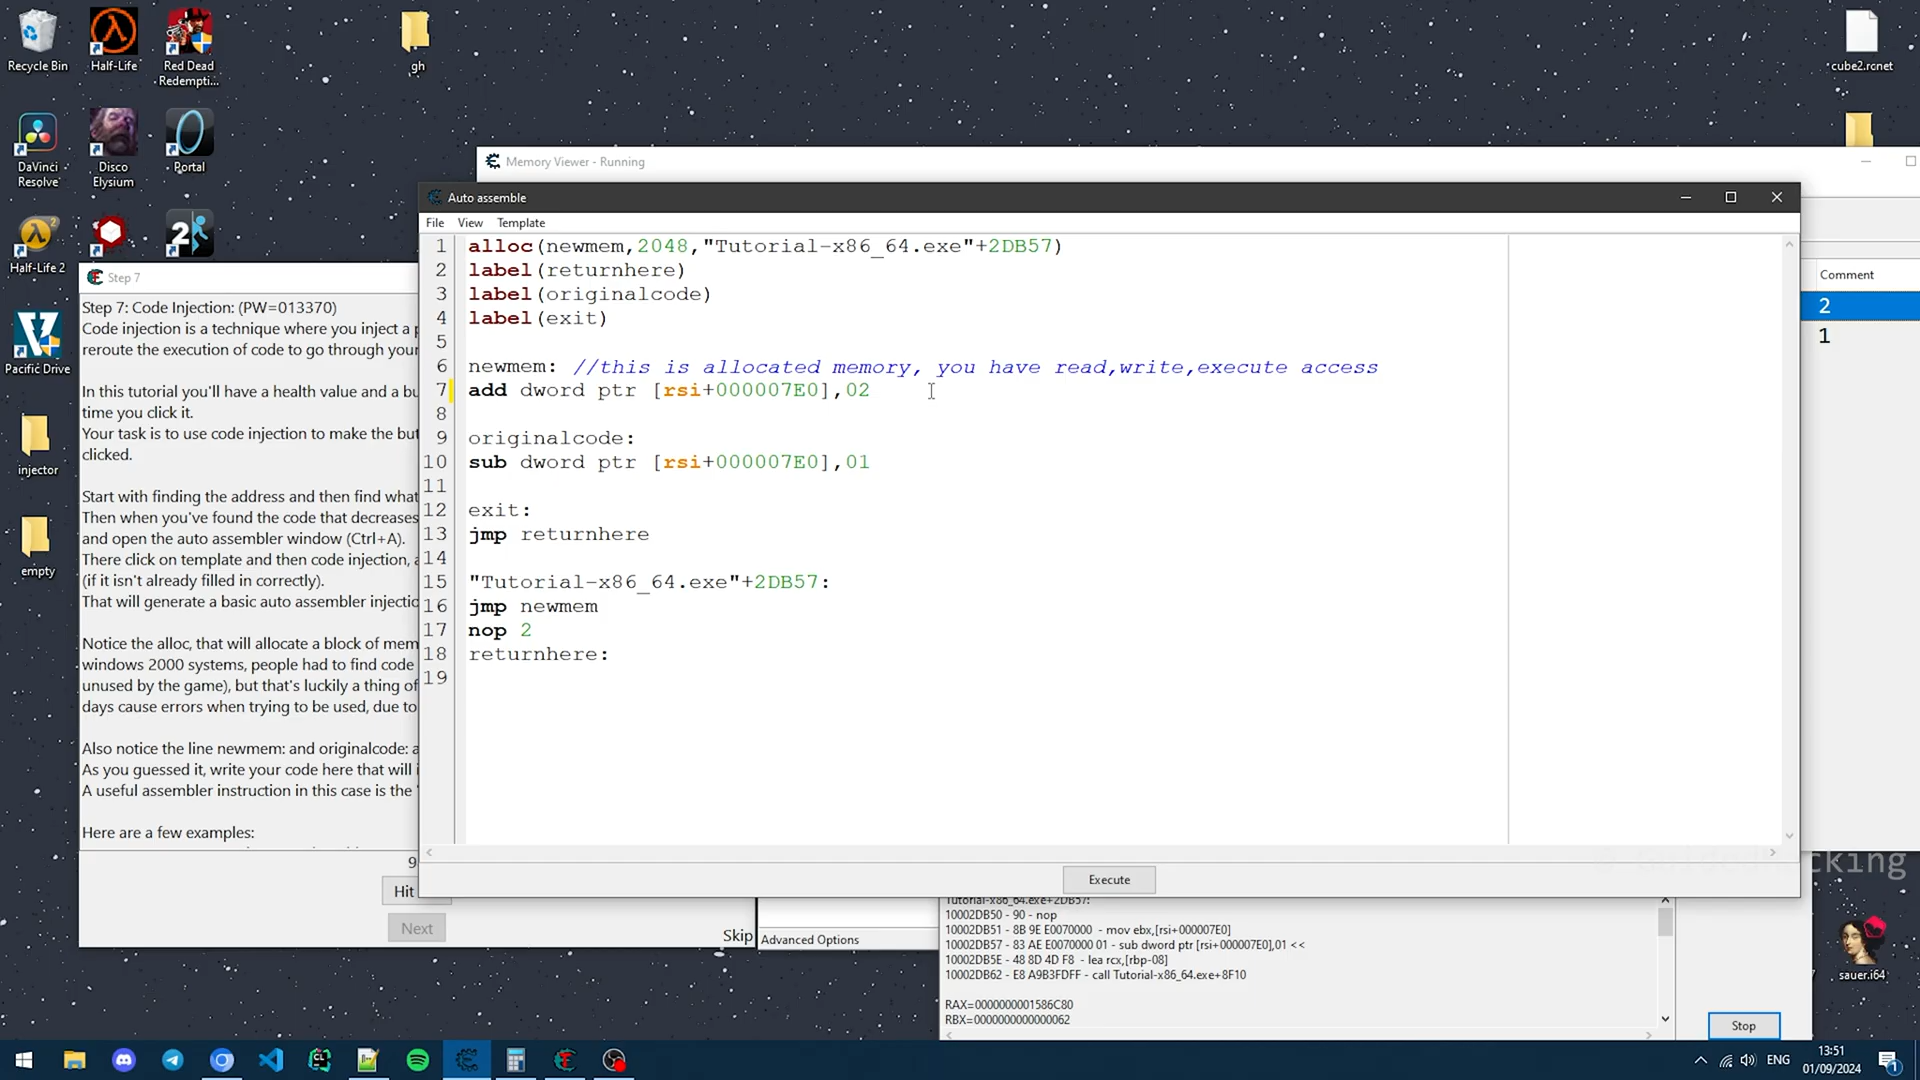 Recycle Bin
Half-Life
Red Dead
Redempti...
gh
cube2.rcnet
DaVinci
Resolve
Disco
Elysium
Portal
Half-Life 2
Pacific Drive
injector
empty
sauer.i64
Memory Viewer - Running
Comment
2
1
Auto assemble
File View Template
1 alloc(newmem,2048,"Tutorial-x86_64.exe"+2DB57)
2 label(returnhere)
3 label(originalcode)
4 label(exit)
5
6 newmem: //this is allocated memory, you have read,write,execute access
7 add dword ptr [rsi+000007E0],02
8
9 originalcode:
10 sub dword ptr [rsi+000007E0],01
11
12 exit:
13 jmp returnhere
14
15 "Tutorial-x86_64.exe"+2DB57:
16 jmp newmem
17 nop 2
18 returnhere:
19
Execute
Step 7
Step 7: Code Injection: (PW=013370)
Code injection is a technique where you inject a p
reroute the execution of code to go through your
In this tutorial you'll have a health value and a bu
time you click it.
Your task is to use code injection to make the but
clicked.
Start with finding the address and then find what
Then when you've found the code that decreases
and open the auto assembler window (Ctrl+A).
There click on template and then code injection, a
(if it isn't already filled in correctly).
That will generate a basic auto assembler injectio
Notice the alloc, that will allocate a block of mem
windows 2000 systems, people had to find code
unused by the game), but that's luckily a thing of
days cause errors when trying to be used, due to
Also notice the line newmem: and originalcode: a
As you guessed it, write your code here that will i
A useful assembler instruction in this case is the '
Here are a few examples:
9
Hit
Next
Skip
Advanced Options
Tutorial-x86_64.exe+2DB57:
10002DB50 - 90 - nop
10002DB51 - 8B 9E E0070000 - mov ebx,[rsi+000007E0]
10002DB57 - 83 AE E0070000 01 - sub dword ptr [rsi+000007E0],01 <<
10002DB5E - 48 8D 4D F8 - lea rcx,[rbp-08]
10002DB62 - E8 A9B3FDFF - call Tutorial-x86_64.exe+8F10
RAX=0000000001586C80
RBX=0000000000000062
Stop
ENG
13:51
01/09/2024
1